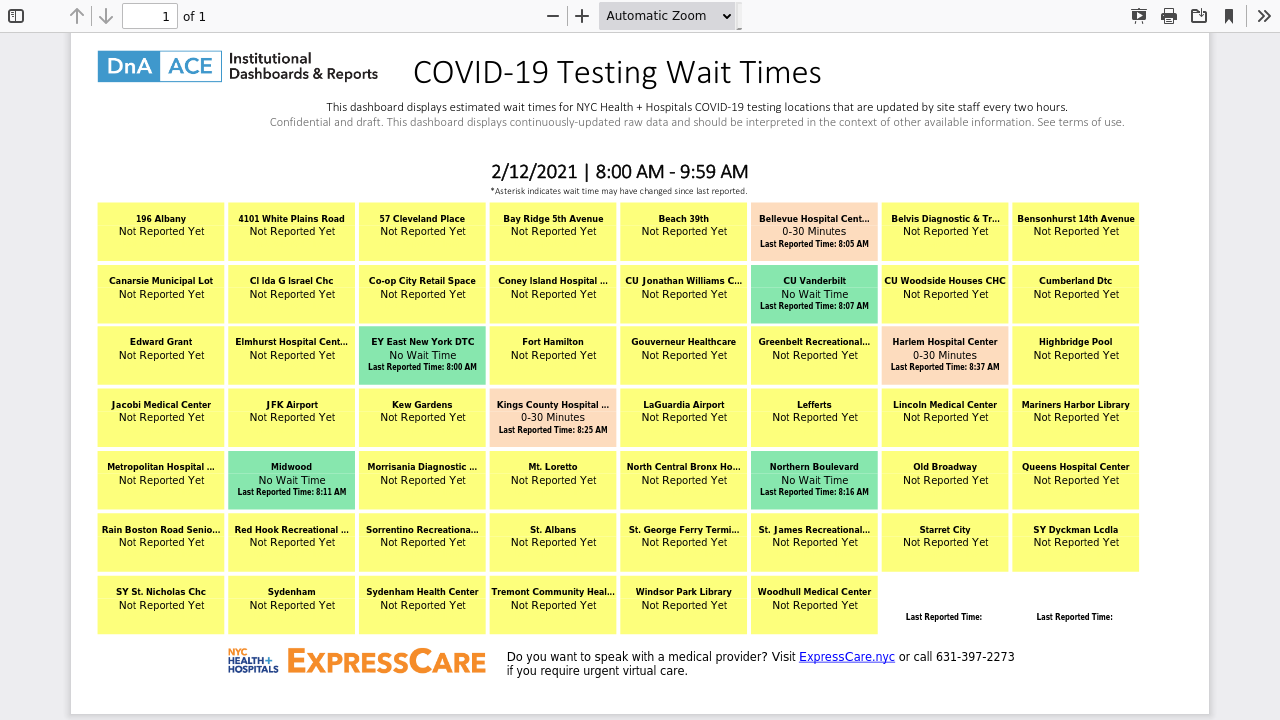 1 of 1 Automatic Zoom
DnA ACE Institutional Dashboards & Reports
COVID-19 Testing Wait Times
This dashboard displays estimated wait times for NYC Health + Hospitals COVID-19 testing locations that are updated by site staff every two hours.
Confidential and draft. This dashboard displays continuously-updated raw data and should be interpreted in the context of other available information. See terms of use.
2/12/2021 | 8:00 AM - 9:59 AM
*Asterisk indicates wait time may have changed since last reported.
196 Albany
Not Reported Yet
4101 White Plains Road
Not Reported Yet
57 Cleveland Place
Not Reported Yet
Bay Ridge 5th Avenue
Not Reported Yet
Beach 39th
Not Reported Yet
Bellevue Hospital Cent...
0-30 Minutes
Last Reported Time: 8:05 AM
Belvis Diagnostic & Tr...
Not Reported Yet
Bensonhurst 14th Avenue
Not Reported Yet
Canarsie Municipal Lot
Not Reported Yet
CI Ida G Israel Chc
Not Reported Yet
Co-op City Retail Space
Not Reported Yet
Coney Island Hospital ...
Not Reported Yet
CU Jonathan Williams C...
Not Reported Yet
CU Vanderbilt
No Wait Time
Last Reported Time: 8:07 AM
CU Woodside Houses CHC
Not Reported Yet
Cumberland Dtc
Not Reported Yet
Edward Grant
Not Reported Yet
Elmhurst Hospital Cent...
Not Reported Yet
EY East New York DTC
No Wait Time
Last Reported Time: 8:00 AM
Fort Hamilton
Not Reported Yet
Gouverneur Healthcare
Not Reported Yet
Greenbelt Recreational...
Not Reported Yet
Harlem Hospital Center
0-30 Minutes
Last Reported Time: 8:37 AM
Highbridge Pool
Not Reported Yet
Jacobi Medical Center
Not Reported Yet
JFK Airport
Not Reported Yet
Kew Gardens
Not Reported Yet
Kings County Hospital ...
0-30 Minutes
Last Reported Time: 8:25 AM
LaGuardia Airport
Not Reported Yet
Lefferts
Not Reported Yet
Lincoln Medical Center
Not Reported Yet
Mariners Harbor Library
Not Reported Yet
Metropolitan Hospital ...
Not Reported Yet
Midwood
No Wait Time
Last Reported Time: 8:11 AM
Morrisania Diagnostic ...
Not Reported Yet
Mt. Loretto
Not Reported Yet
North Central Bronx Ho...
Not Reported Yet
Northern Boulevard
No Wait Time
Last Reported Time: 8:16 AM
Old Broadway
Not Reported Yet
Queens Hospital Center
Not Reported Yet
Rain Boston Road Senio...
Not Reported Yet
Red Hook Recreational ...
Not Reported Yet
Sorrentino Recreationa...
Not Reported Yet
St. Albans
Not Reported Yet
St. George Ferry Termi...
Not Reported Yet
St. James Recreational...
Not Reported Yet
Starret City
Not Reported Yet
SY Dyckman Lcdla
Not Reported Yet
SY St. Nicholas Chc
Not Reported Yet
Sydenham
Not Reported Yet
Sydenham Health Center
Not Reported Yet
Tremont Community Heal...
Not Reported Yet
Windsor Park Library
Not Reported Yet
Woodhull Medical Center
Not Reported Yet
Last Reported Time:
Last Reported Time:
NYC HEALTH+ HOSPITALS
EXPRESSCARE
Do you want to speak with a medical provider? Visit ExpressCare.nyc or call 631-397-2273
if you require urgent virtual care.